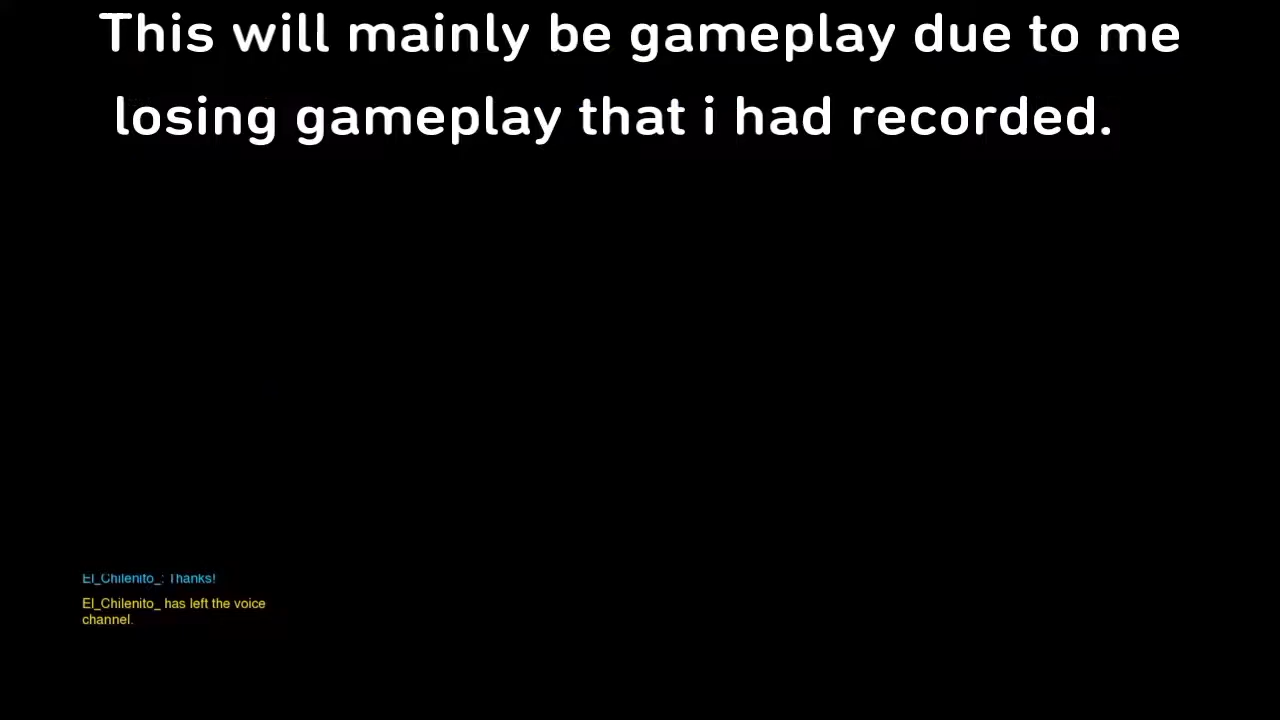 This will mainly be gameplay due to me
losing gameplay that i had recorded.
El_Chilenito_: Thanks!
El_Chilenito_ has left the voice
channel.